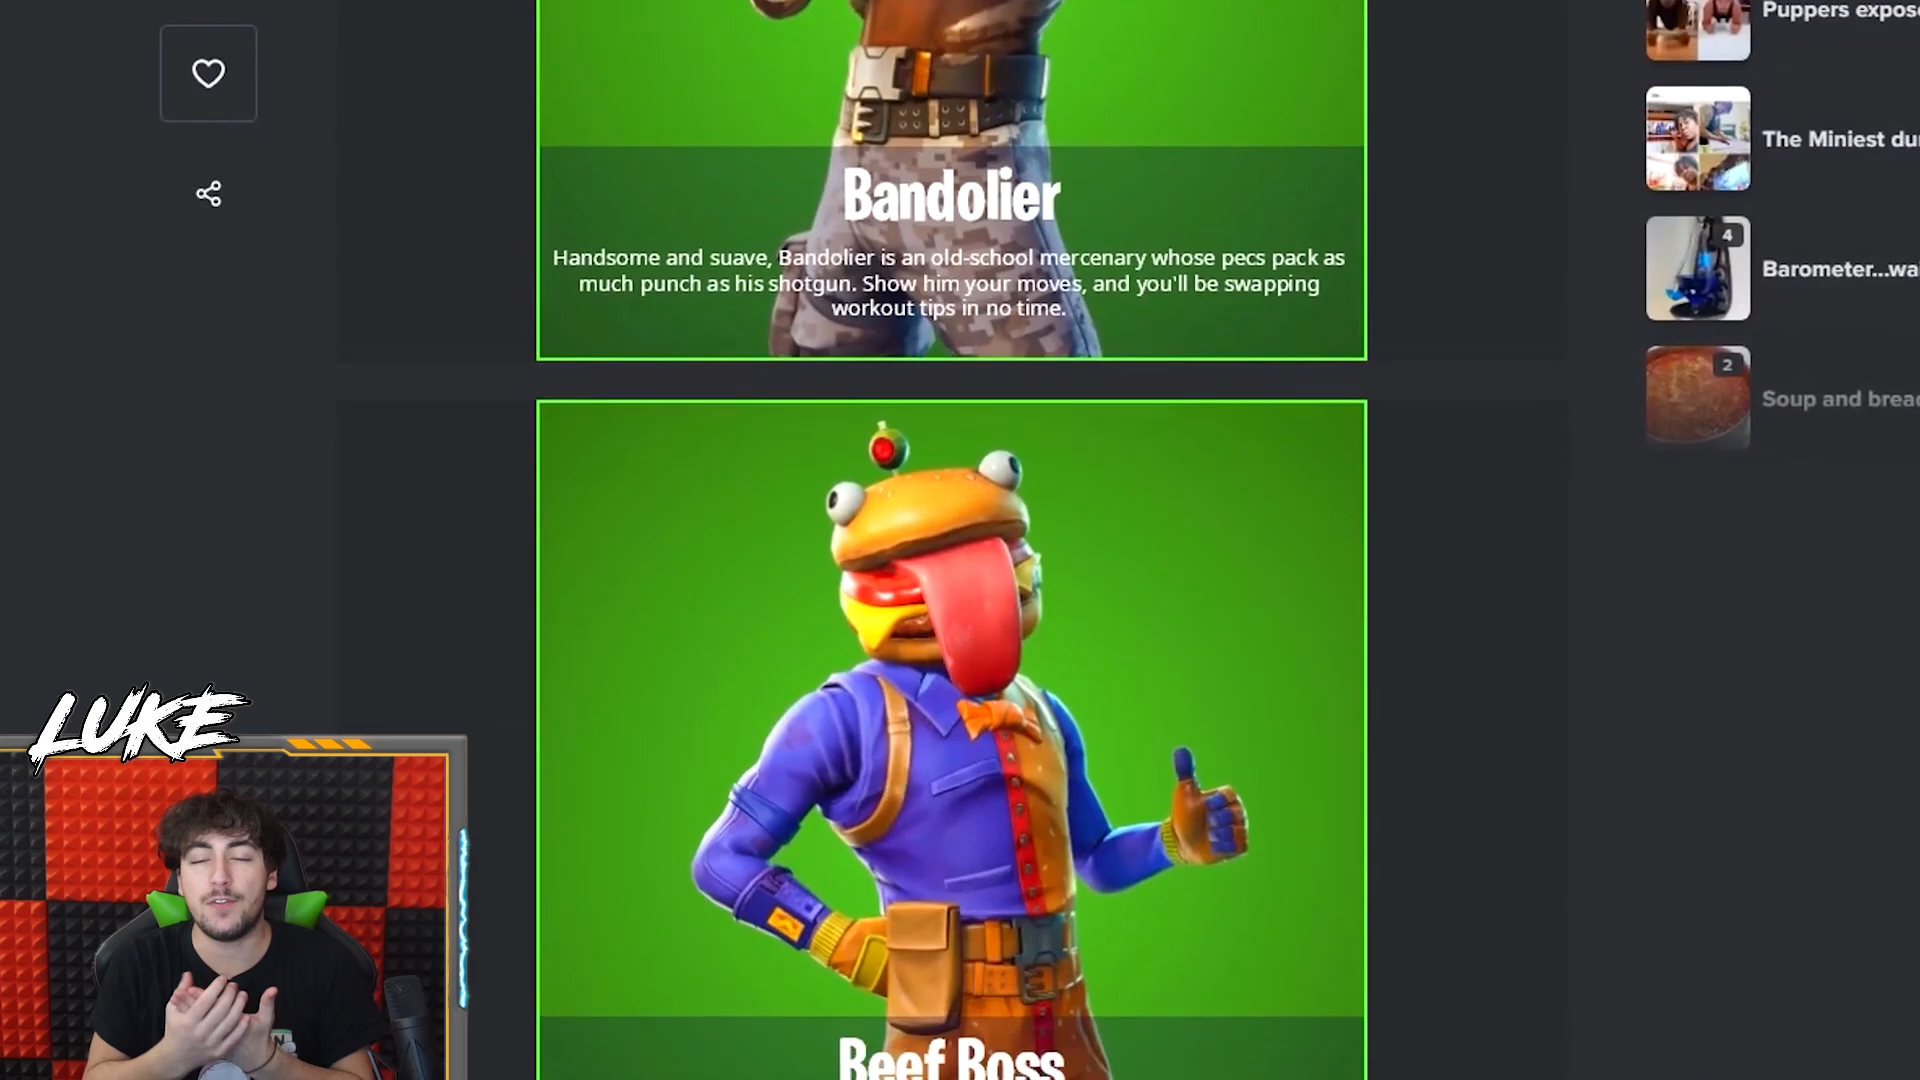 Puppers expos
The Miniest du
4
Barometer...wa
2
Soup and bread
Bandolier
Handsome and suave, Bandolier is an old-school mercenary whose pecs pack as
much punch as his shotgun. Show him your moves, and you'll be swapping
workout tips in no time.
Beef Boss
LUKE